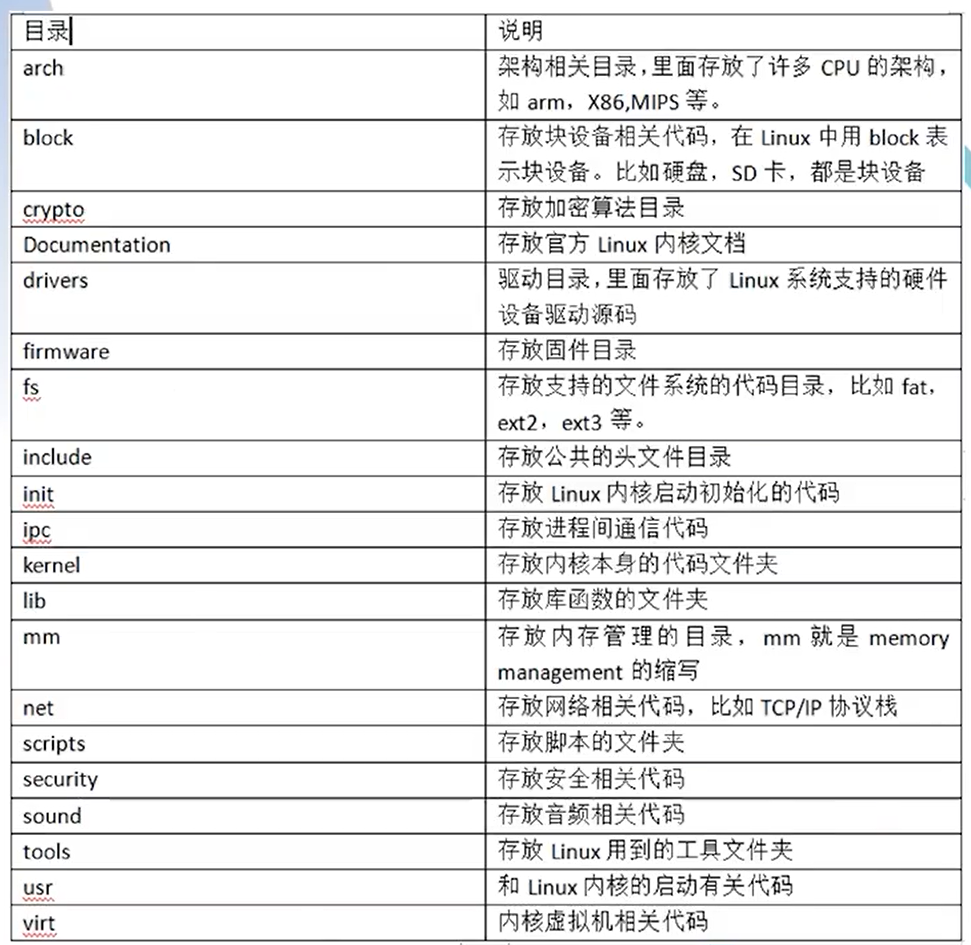 目录 说明
arch 架构相关目录，里面存放了许多 CPU 的架构，
如 arm，X86,MIPS 等。
block 存放块设备相关代码，在 Linux 中用 block 表
示块设备。比如硬盘，SD 卡，都是块设备
crypto 存放加密算法目录
Documentation 存放官方 Linux 内核文档
drivers 驱动目录，里面存放了 Linux 系统支持的硬件
设备驱动源码
firmware 存放固件目录
fs 存放支持的文件系统的代码目录，比如 fat，
ext2，ext3 等。
include 存放公共的头文件目录
init 存放 Linux 内核启动初始化的代码
ipc 存放进程间通信代码
kernel 存放内核本身的代码文件夹
lib 存放库函数的文件夹
mm 存放内存管理的目录，mm 就是 memory
management 的缩写
net 存放网络相关代码，比如 TCP/IP 协议栈
scripts 存放脚本的文件夹
security 存放安全相关代码
sound 存放音频相关代码
tools 存放 Linux 用到的工具文件夹
usr 和 Linux 内核的启动有关代码
virt 内核虚拟机相关代码